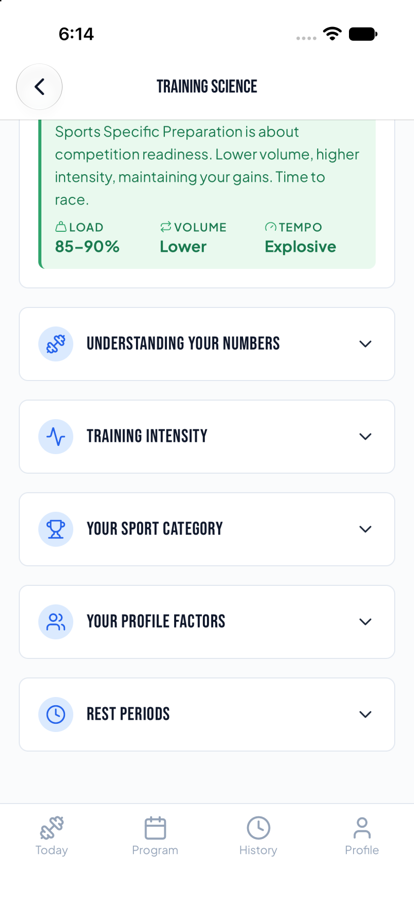 6:14
TRAINING SCIENCE
Sports Specific Preparation is about
competition readiness. Lower volume, higher
intensity, maintaining your gains. Time to
race.
LOAD VOLUME TEMPO
85–90% Lower Explosive
UNDERSTANDING YOUR NUMBERS
TRAINING INTENSITY
YOUR SPORT CATEGORY
YOUR PROFILE FACTORS
REST PERIODS
Today Program History Profile